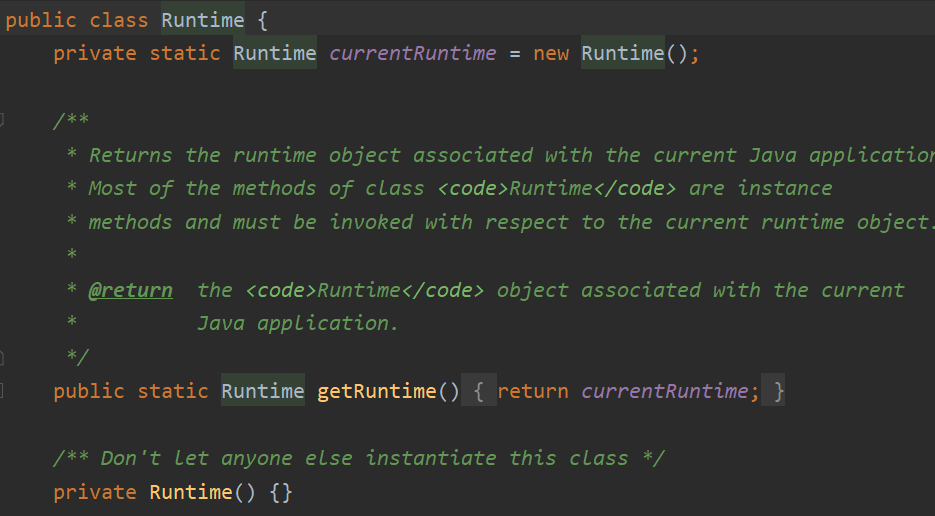 public class Runtime {
    private static Runtime currentRuntime = new Runtime();

    /**
     * Returns the runtime object associated with the current Java application
     * Most of the methods of class <code>Runtime</code> are instance
     * methods and must be invoked with respect to the current runtime object.
     *
     * @return  the <code>Runtime</code> object associated with the current
     *          Java application.
     */
    public static Runtime getRuntime() { return currentRuntime; }

    /** Don't let anyone else instantiate this class */
    private Runtime() {}